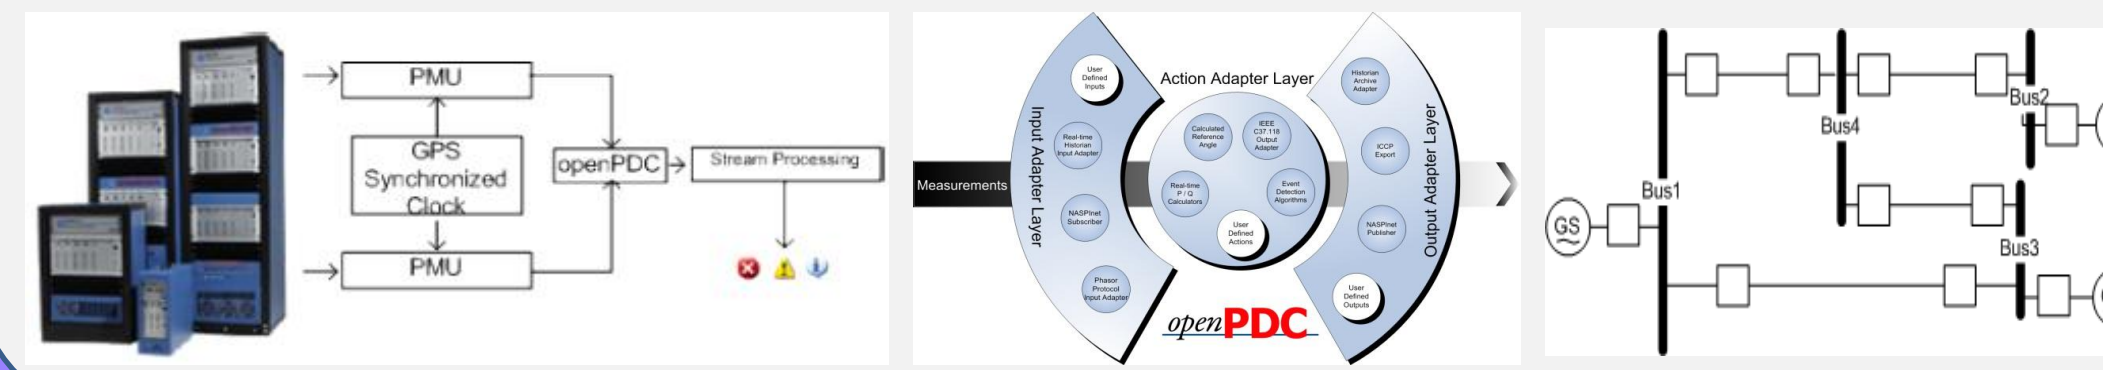 PMU
GPS
Synchronized
Clock
PMU
openPDC
Stream Processing
Measurements
Input Adapter Layer
User
Defined
Inputs
Real-time
Historian
Input Adapter
NASPInet
Subscriber
Phasor
Protocol
Input Adapter
Action Adapter Layer
Calculated
Reference
Angle
IEEE
C37.118
Output
Adapter
Real-time
P / Q
Calculators
Event
Detection
Algorithms
User
Defined
Actions
openPDC
Output Adapter Layer
Historian
Archive
Adapter
ICCP
Export
NASPInet
Publisher
User
Defined
Outputs
GS
Bus1
Bus4
Bus2
Bus3